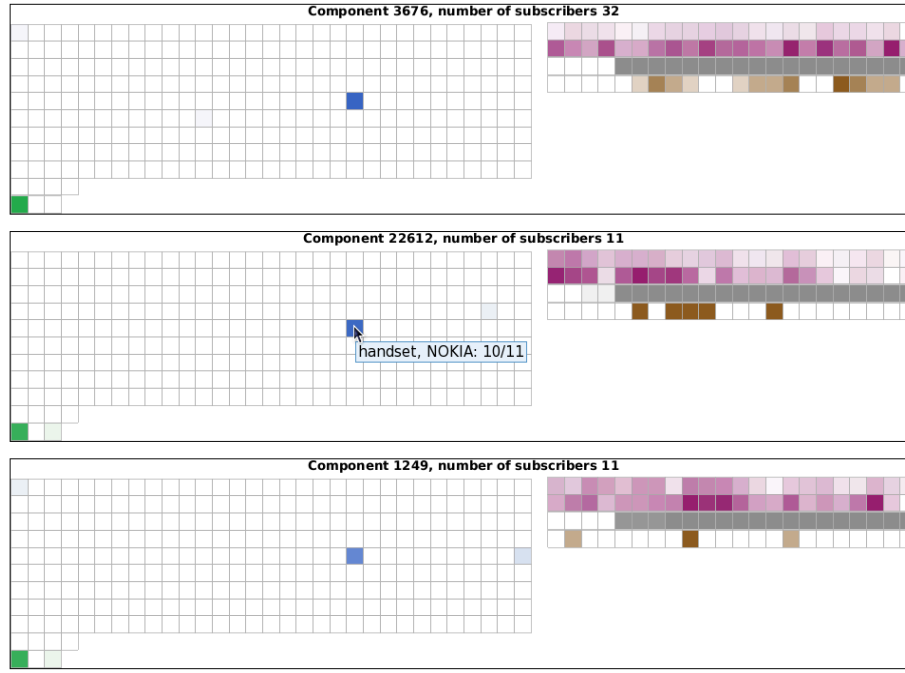 Component 3676, number of subscribers 32
Component 22612, number of subscribers 11
handset, NOKIA: 10/11
Component 1249, number of subscribers 11